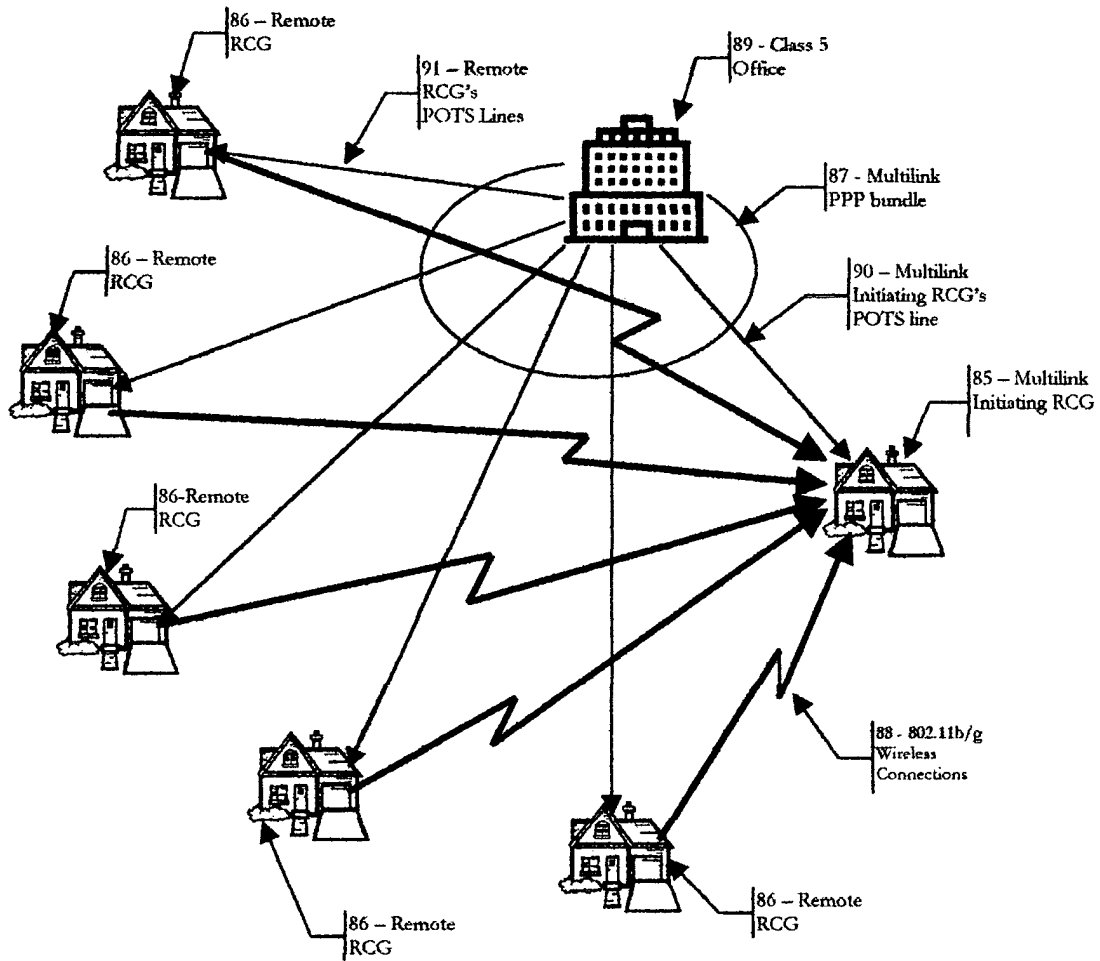 86 – Remote
RCG
89 - Class 5
Office
91 – Remote
RCG's
POTS Lines
87 - Multilink
PPP bundle
86 – Remote
RCG
90 – Multilink
Initiating RCG's
POTS line
85 – Multilink
Initiating RCG
86-Remote
RCG
88 - 802.11b/g
Wireless
Connections
86 – Remote
RCG
86 – Remote
RCG